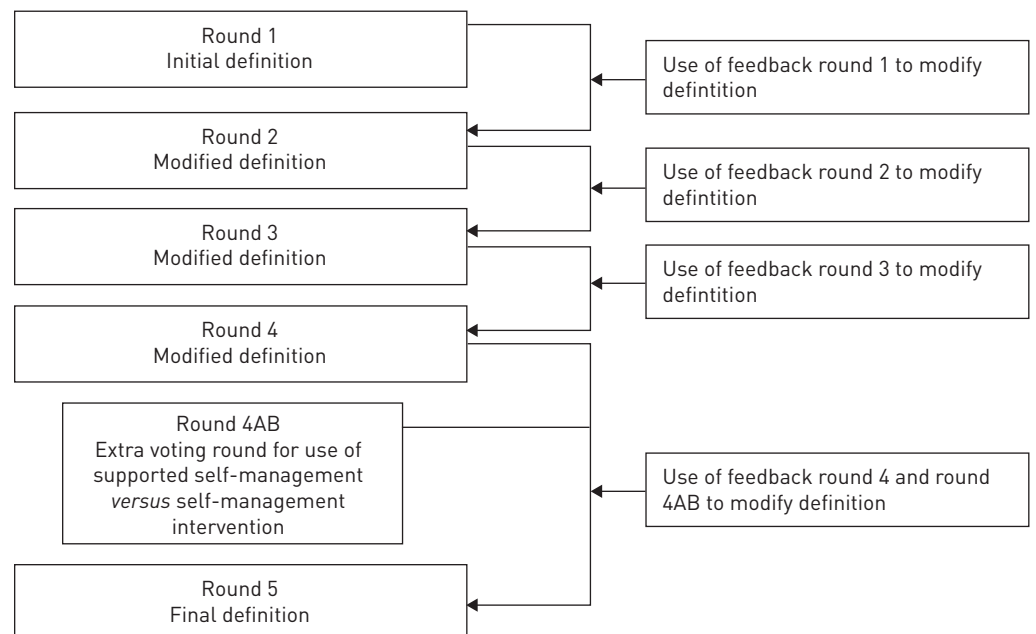 Round 1
Initial definition
Use of feedback round 1 to modify
defintition
Round 2
Modified definition
Use of feedback round 2 to modify
defintition
Round 3
Modified definition
Use of feedback round 3 to modify
defintition
Round 4
Modified definition
Round 4AB
Extra voting round for use of
supported self-management
versus self-management
intervention
Use of feedback round 4 and round
4AB to modify definition
Round 5
Final definition